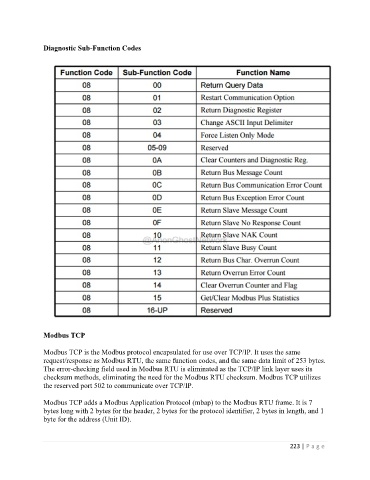 Diagnostic Sub-Function Codes
Function Code Sub-Function Code Function Name
08 00 Return Query Data
08 01 Restart Communication Option
08 02 Return Diagnostic Register
08 03 Change ASCII Input Delimiter
08 04 Force Listen Only Mode
08 05-09 Reserved
08 0A Clear Counters and Diagnostic Reg.
08 0B Return Bus Message Count
08 0C Return Bus Communication Error Count
08 0D Return Bus Exception Error Count
08 0E Return Slave Message Count
08 0F Return Slave No Response Count
08 10 Return Slave NAK Count
08 11 Return Slave Busy Count
08 12 Return Bus Char. Overrun Count
08 13 Return Overrun Error Count
08 14 Clear Overrun Counter and Flag
08 15 Get/Clear Modbus Plus Statistics
08 16-UP Reserved
Modbus TCP
Modbus TCP is the Modbus protocol encapsulated for use over TCP/IP. It uses the same
request/response as Modbus RTU, the same function codes, and the same data limit of 253 bytes.
The error-checking field used in Modbus RTU is eliminated as the TCP/IP link layer uses its
checksum methods, eliminating the need for the Modbus RTU checksum. Modbus TCP utilizes
the reserved port 502 to communicate over TCP/IP.
Modbus TCP adds a Modbus Application Protocol (mbap) to the Modbus RTU frame. It is 7
bytes long with 2 bytes for the header, 2 bytes for the protocol identifier, 2 bytes in length, and 1
byte for the address (Unit ID).
223 | Page